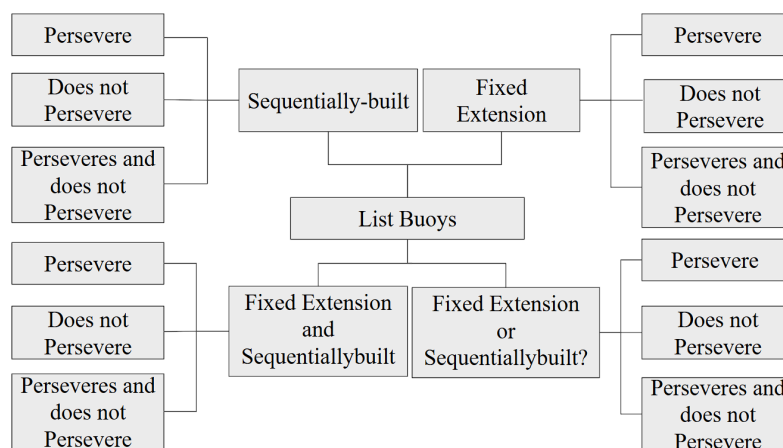 Persevere
Does not
Persevere
Perseveres and
does not
Persevere
Sequentially-built
Fixed
Extension
Persevere
Does not
Persevere
Perseveres and
does not
Persevere
List Buoys
Persevere
Does not
Persevere
Perseveres and
does not
Persevere
Fixed Extension
and
Sequentiallybuilt
Fixed Extension
or
Sequentiallybuilt?
Persevere
Does not
Persevere
Perseveres and
does not
Persevere